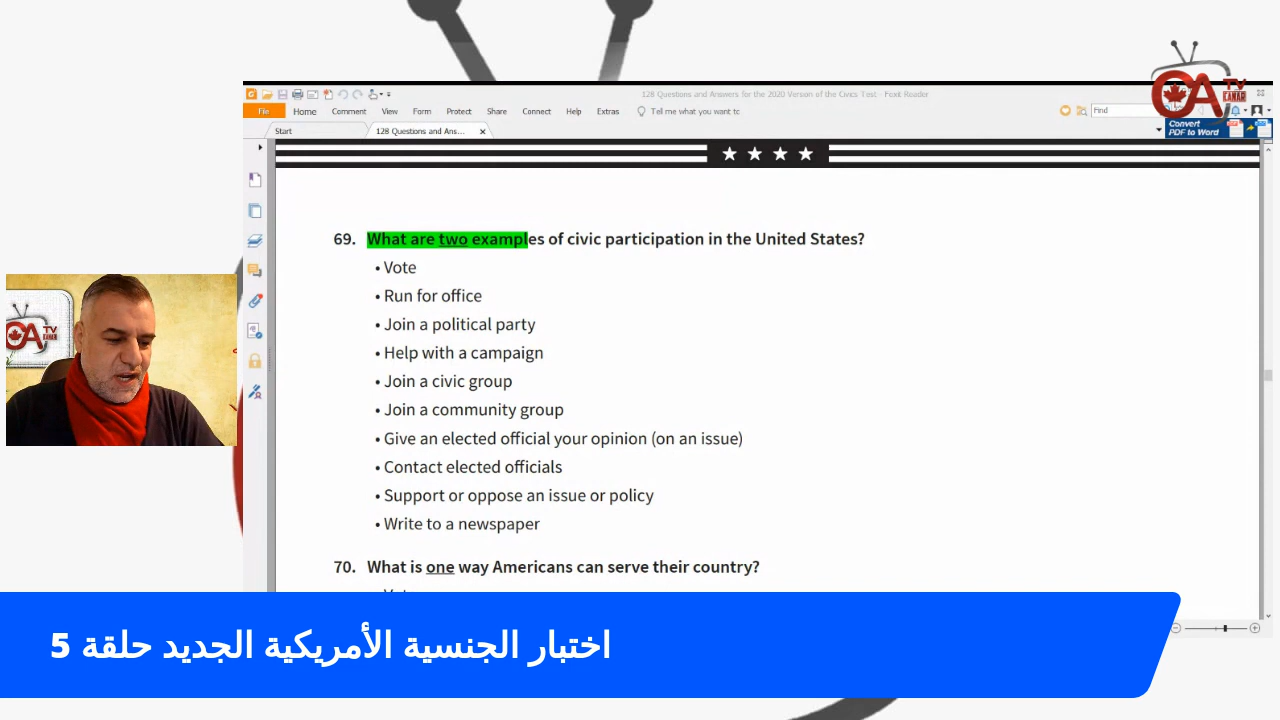 128 Questions and Answers for the 2020 Verson of the Civics Test - Foxit Reader
File Home Comment View Form Protect Share Connect Help Extras Tell me what you want tc Find
Start 128 Questions and Ans...
Convert
PDF to Word
69. What are two examples of civic participation in the United States?
• Vote
• Run for office
• Join a political party
• Help with a campaign
• Join a civic group
• Join a community group
• Give an elected official your opinion (on an issue)
• Contact elected officials
• Support or oppose an issue or policy
• Write to a newspaper
70. What is one way Americans can serve their country?
اختبار الجنسية الأمريكية الجديد حلقة 5